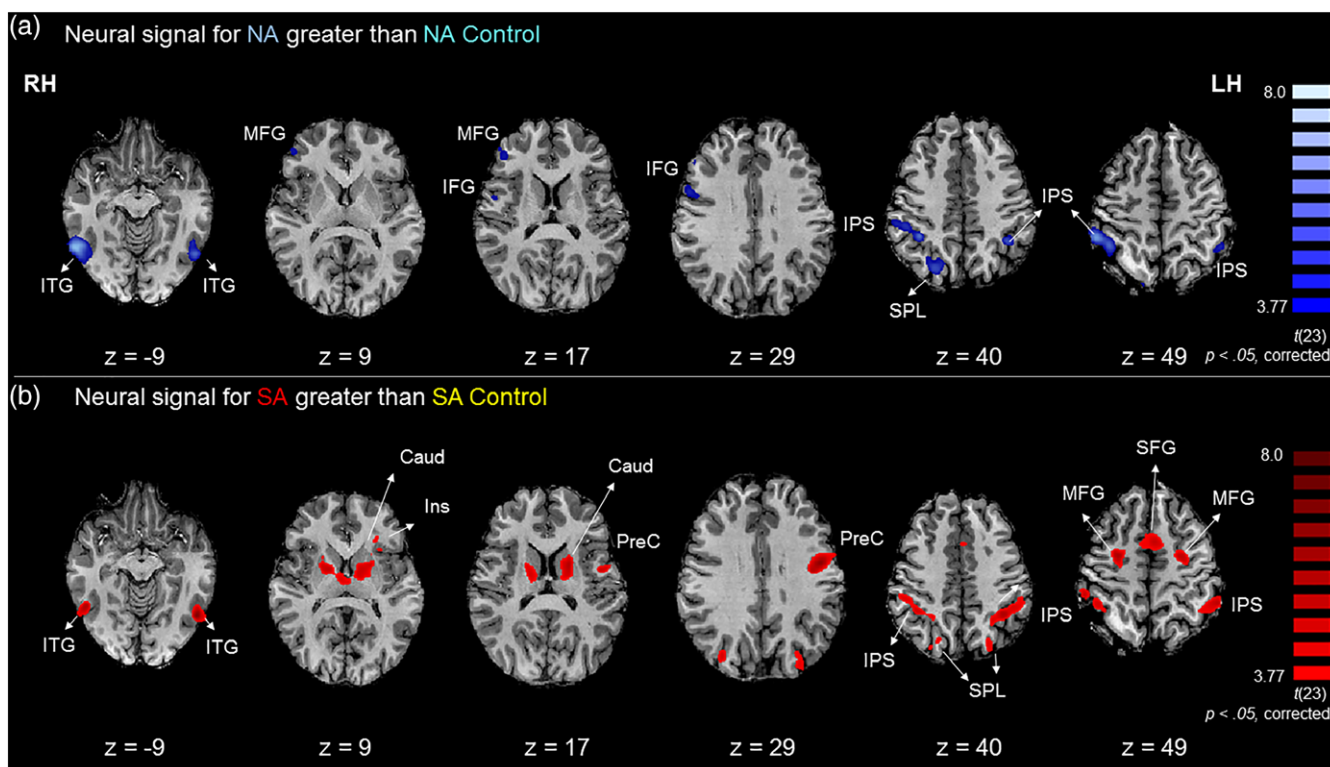 (a) Neural signal for NA greater than NA Control
RH
LH
8.0
MFG
MFG
IFG
IFG
IPS
IPS
ITG
ITG
SPL
IPS
3.77
t(23)
p < .05, corrected
z = -9
z = 9
z = 17
z = 29
z = 40
z = 49
(b) Neural signal for SA greater than SA Control
8.0
Caud
Ins
Caud
PreC
PreC
SFG
MFG
MFG
ITG
ITG
IPS
IPS
SPL
IPS
3.77
t(23)
p < .05, corrected
z = -9
z = 9
z = 17
z = 29
z = 40
z = 49